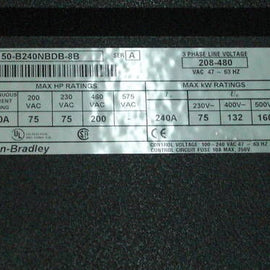 150-B240NBDB-8B SER A 3 PHASE LINE VOLTAGE
208-480
VAC 47 - 63 HZ
MAX HP RATINGS MAX kW RATINGS
200 230 460 575
VAC VAC VAC VAC
230V~ 400V~
75 75 200 - 240A 75 132
n-Bradley
CONTROL VOLTAGE: 100-240 VAC 47 - 63 HZ
CONTROL CIRCUIT FUSE 10A MAX, 250V